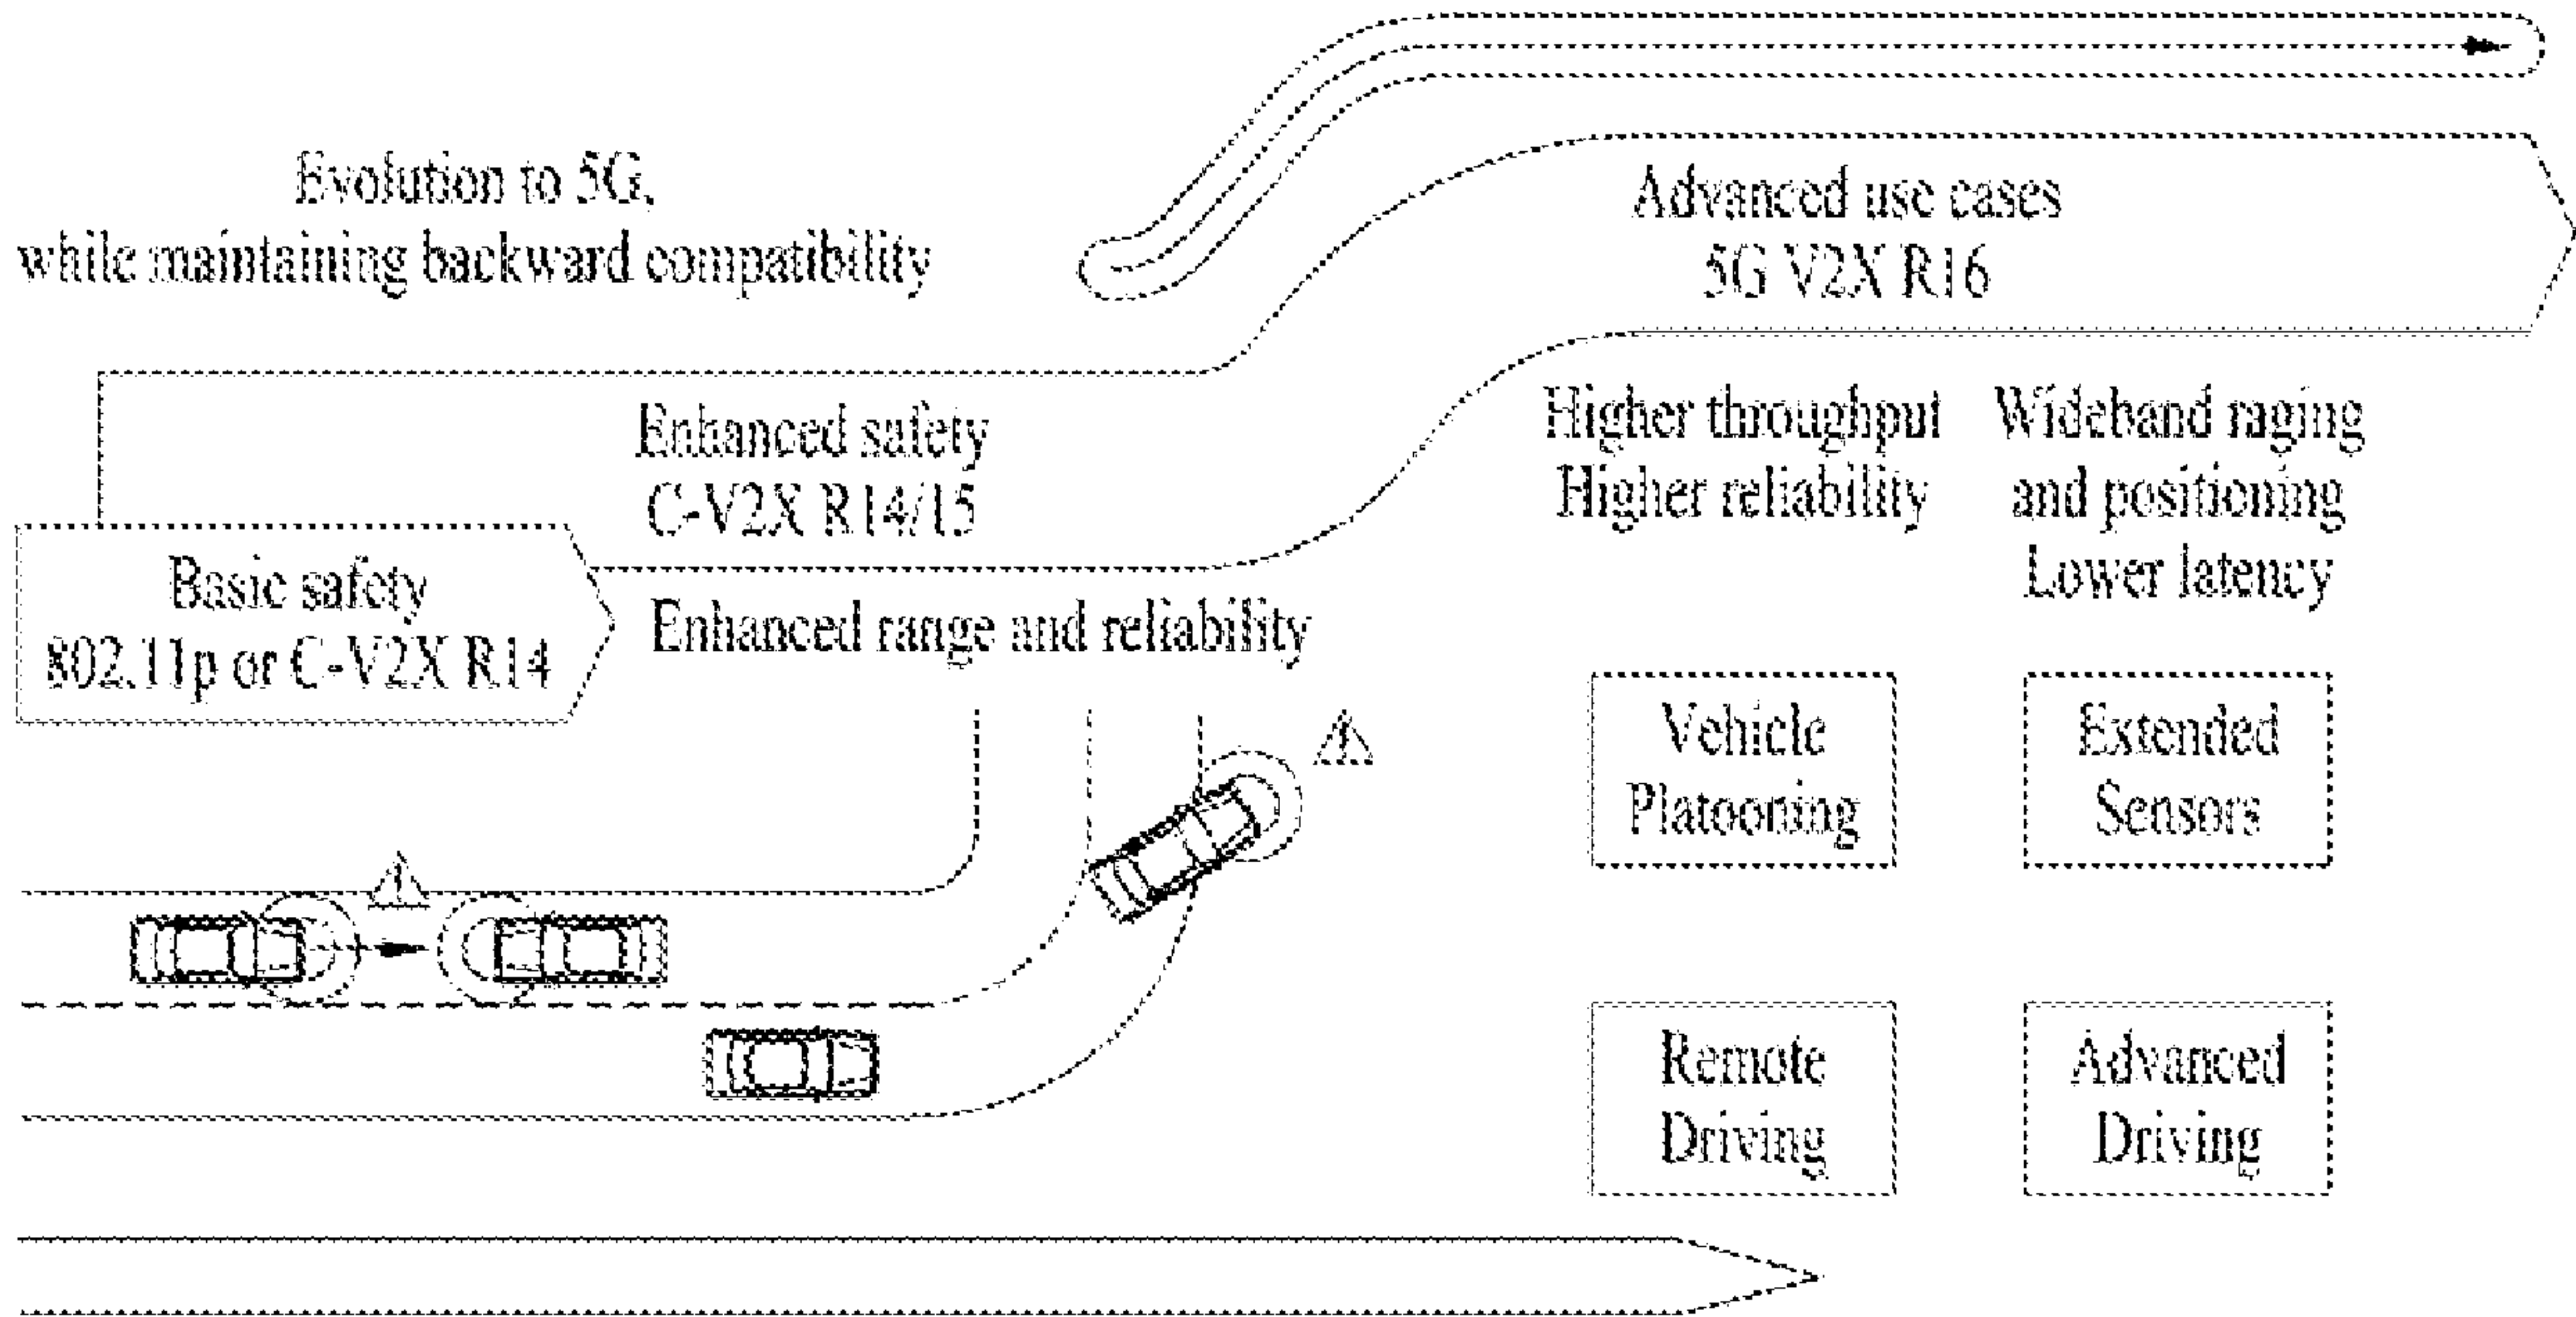 Evolution to 5G,
while maintaining backward compatibility
Advanced use cases
5G V2X R16
Enhanced safety
C-V2X R14/15
Higher throughput
Higher reliability
Wideband raging
and positioning
Lower latency
Basic safety
802.11p or C-V2X R14
Enhanced range and reliability
Vehicle
Platooning
Extended
Sensors
Remote
Driving
Advanced
Driving